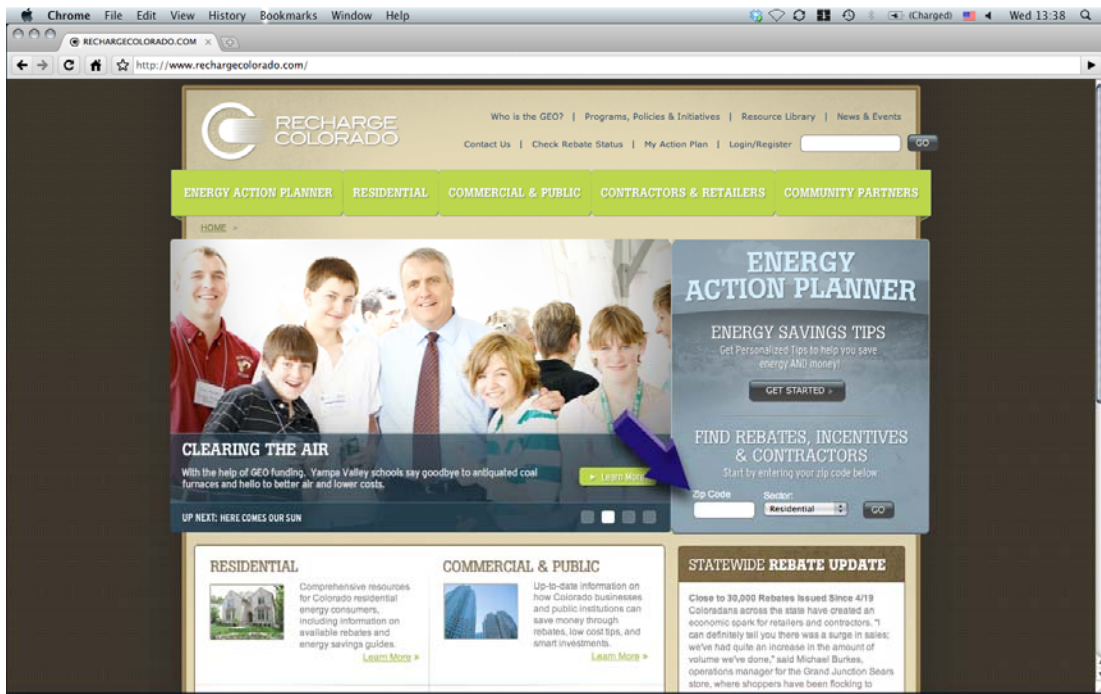 Chrome File Edit View History Bookmarks Window Help (Charged) Wed 13:38
RECHARGECOLORADO.COM
http://www.rechargecolorado.com/
RECHARGE
COLORADO
Who is the GEO? | Programs, Policies & Initiatives | Resource Library | News & Events
Contact Us | Check Rebate Status | My Action Plan | Login/Register GO
ENERGY ACTION PLANNER RESIDENTIAL COMMERCIAL & PUBLIC CONTRACTORS & RETAILERS COMMUNITY PARTNERS
HOME >
CLEARING THE AIR
With the help of GEO funding, Yampa Valley schools say goodbye to antiquated coal
furnaces and hello to better air and lower costs.
Learn More
UP NEXT: HERE COMES OUR SUN
ENERGY
ACTION PLANNER
ENERGY SAVINGS TIPS
Get Personalized Tips to help you save
energy AND money!
GET STARTED »
FIND REBATES, INCENTIVES
& CONTRACTORS
Start by entering your zip code below:
Zip Code Sector:
Residential GO
RESIDENTIAL
Comprehensive resources
for Colorado residential
energy consumers,
including information on
available rebates and
energy savings guides.
Learn More »
COMMERCIAL & PUBLIC
Up-to-date information on
how Colorado businesses
and public institutions can
save money through
rebates, low cost tips, and
smart investments.
Learn More »
STATEWIDE REBATE UPDATE
Close to 30,000 Rebates Issued Since 4/19
Coloradans across the state have created an
economic spark for retailers and contractors. "I
can definitely tell you there was a surge in sales;
we've had quite an increase in the amount of
volume we've done," said Michael Burkes,
operations manager for the Grand Junction Sears
store, where shoppers have been flocking to